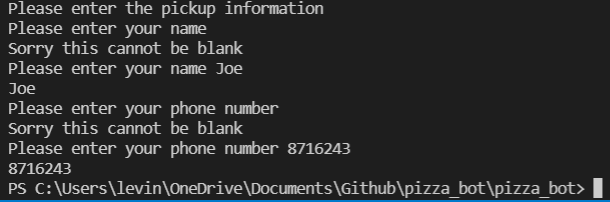 Please enter the pickup information
Please enter your name
Sorry this cannot be blank
Please enter your name Joe
Joe
Please enter your phone number
Sorry this cannot be blank
Please enter your phone number 8716243
8716243
PS C:\Users\levin\OneDrive\Documents\Github\pizza_bot\pizza_bot>